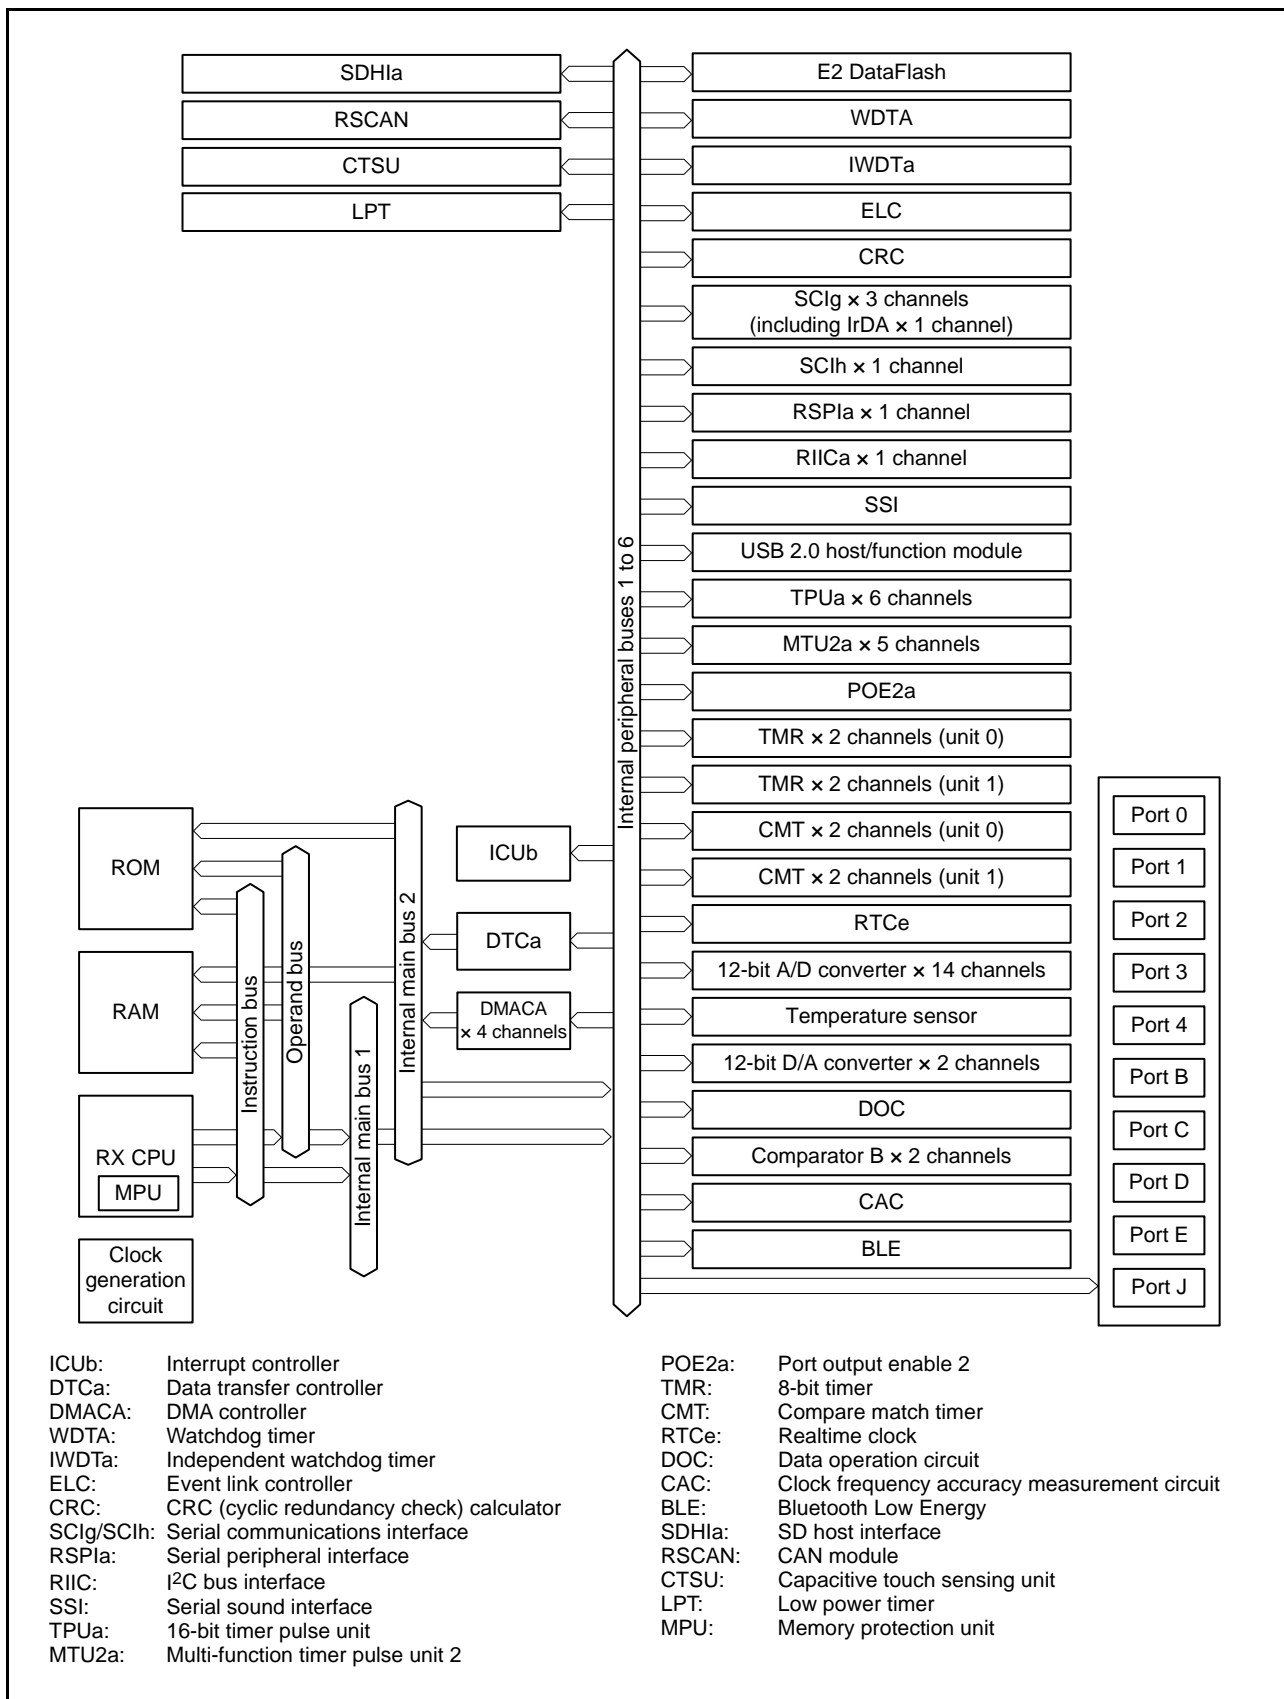 SDHIa
RSCAN
CTSU
LPT
E2 DataFlash
WDTA
IWDTa
ELC
CRC
SCIg × 3 channels
(including IrDA × 1 channel)
SCIh × 1 channel
RSPIa × 1 channel
RIICa × 1 channel
SSI
USB 2.0 host/function module
TPUa × 6 channels
MTU2a × 5 channels
POE2a
TMR × 2 channels (unit 0)
TMR × 2 channels (unit 1)
CMT × 2 channels (unit 0)
CMT × 2 channels (unit 1)
RTCe
12-bit A/D converter × 14 channels
Temperature sensor
12-bit D/A converter × 2 channels
DOC
Comparator B × 2 channels
CAC
BLE
Internal peripheral buses 1 to 6
Port 0
Port 1
Port 2
Port 3
Port 4
Port B
Port C
Port D
Port E
Port J
ROM
RAM
RX CPU
MPU
Clock
generation
circuit
Instruction bus
Operand bus
Internal main bus 1
Internal main bus 2
ICUb
DTCa
DMACA
× 4 channels
ICUb: Interrupt controller
DTCa: Data transfer controller
DMACA: DMA controller
WDTA: Watchdog timer
IWDTa: Independent watchdog timer
ELC: Event link controller
CRC: CRC (cyclic redundancy check) calculator
SCIg/SCIh: Serial communications interface
RSPIa: Serial peripheral interface
RIIC: I2C bus interface
SSI: Serial sound interface
TPUa: 16-bit timer pulse unit
MTU2a: Multi-function timer pulse unit 2
POE2a: Port output enable 2
TMR: 8-bit timer
CMT: Compare match timer
RTCe: Realtime clock
DOC: Data operation circuit
CAC: Clock frequency accuracy measurement circuit
BLE: Bluetooth Low Energy
SDHIa: SD host interface
RSCAN: CAN module
CTSU: Capacitive touch sensing unit
LPT: Low power timer
MPU: Memory protection unit